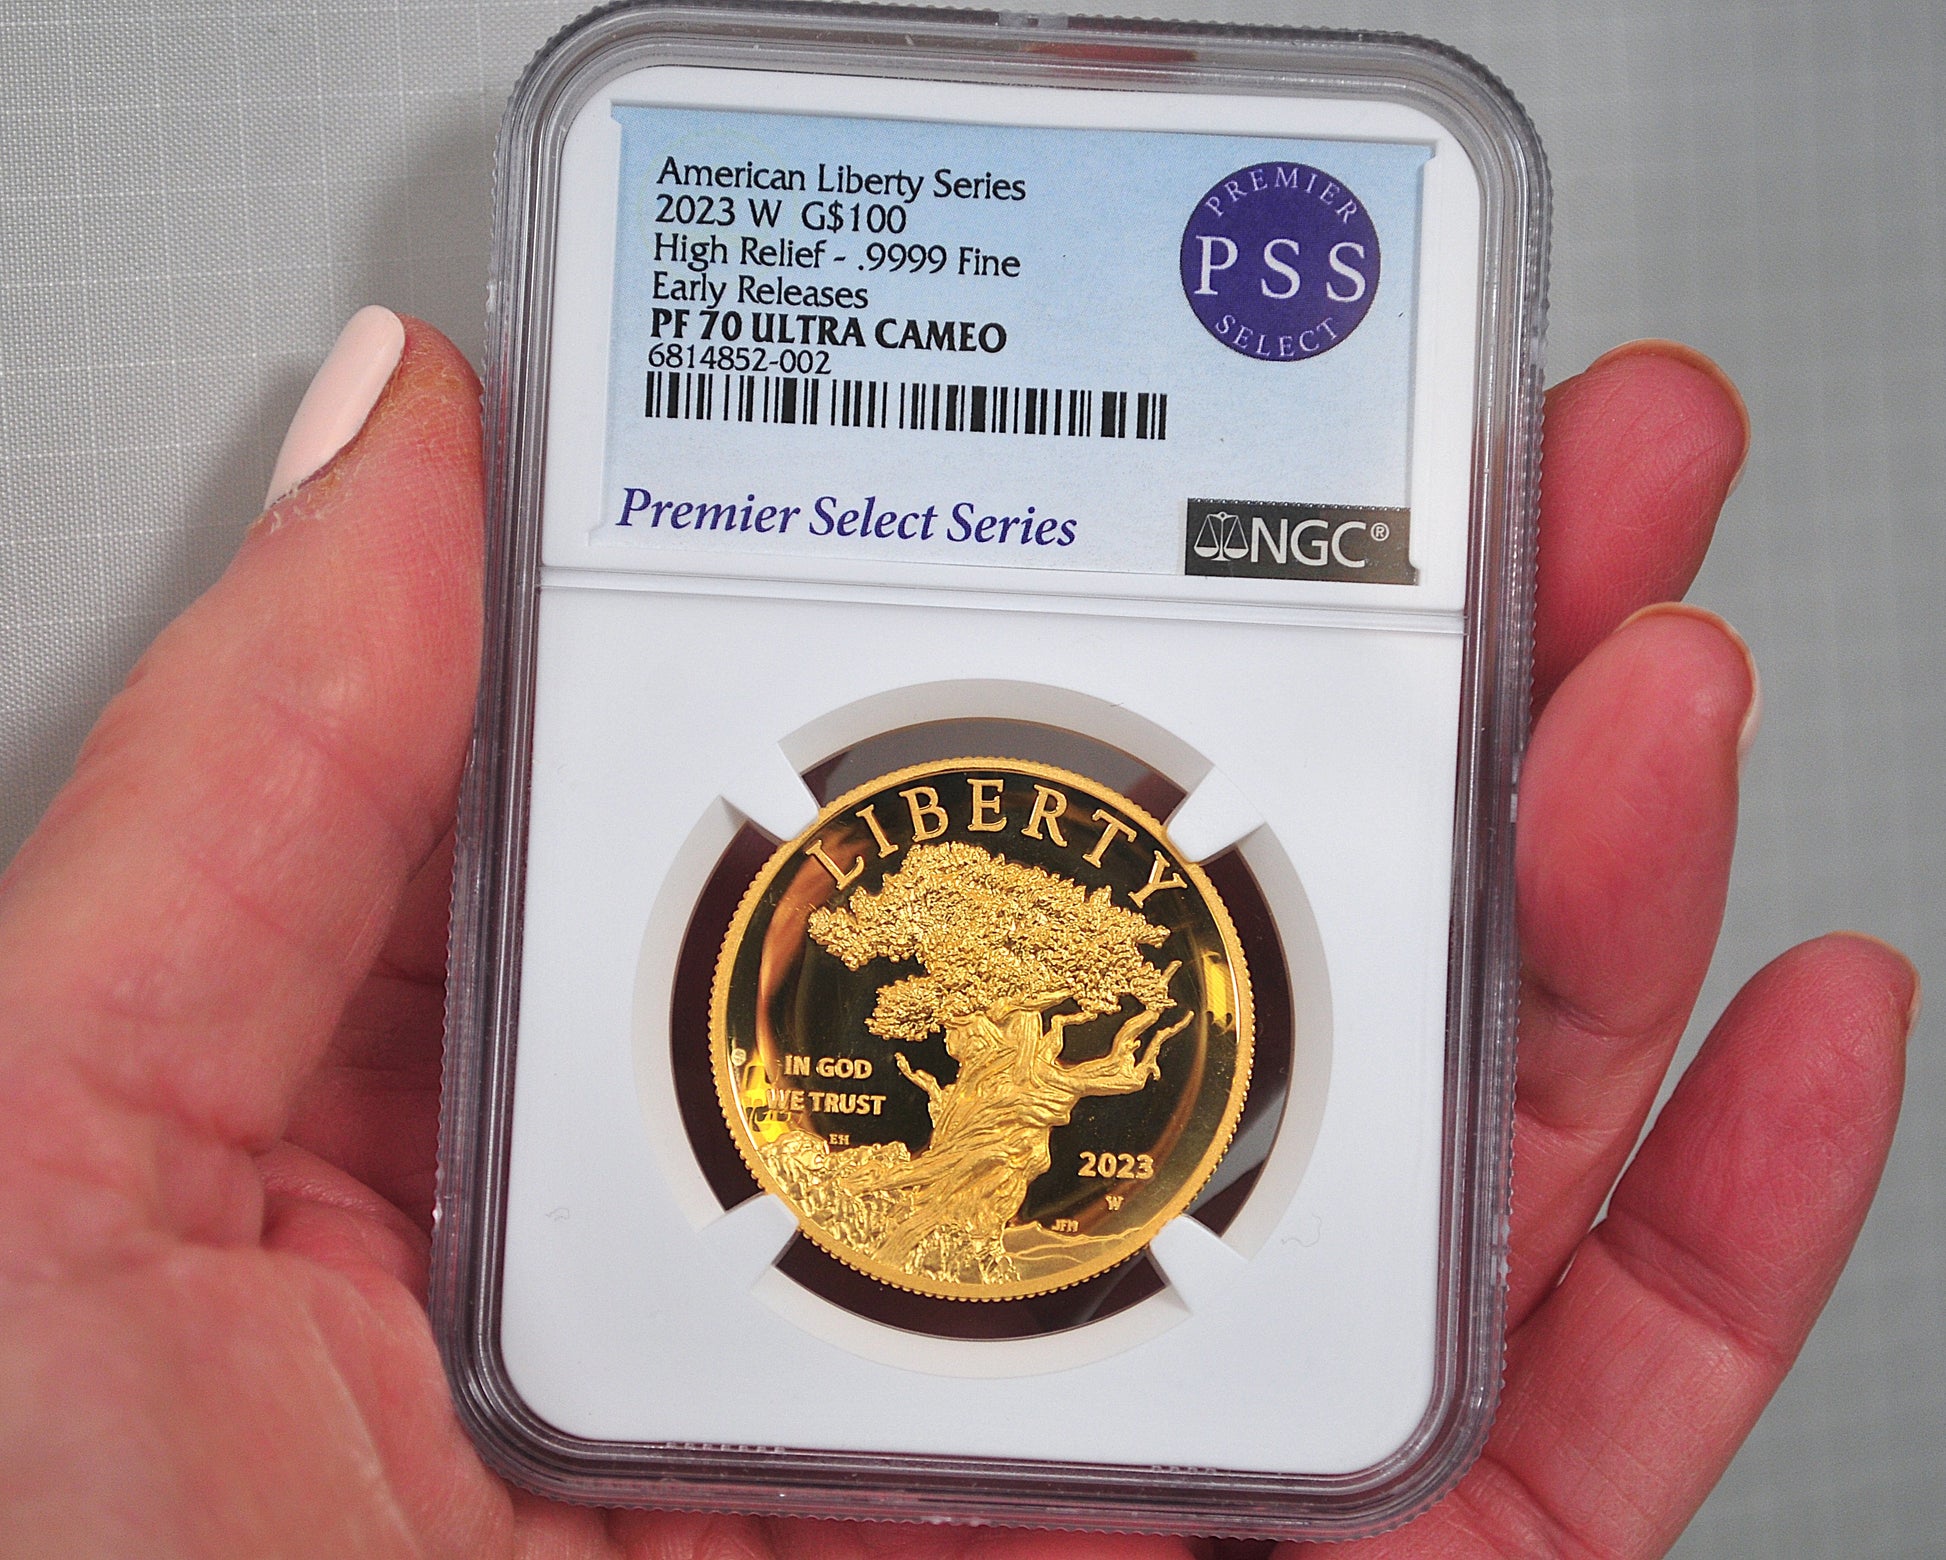 American Liberty Series
2023 W G$100
High Relief - .9999 Fine
Early Releases
PF 70 ULTRA CAMEO
6814852-002
PREMIER
PSS
SELECT
Premier Select Series
NGC®
LIBERTY
IN GOD
WE TRUST
EH
2023
W
JFM